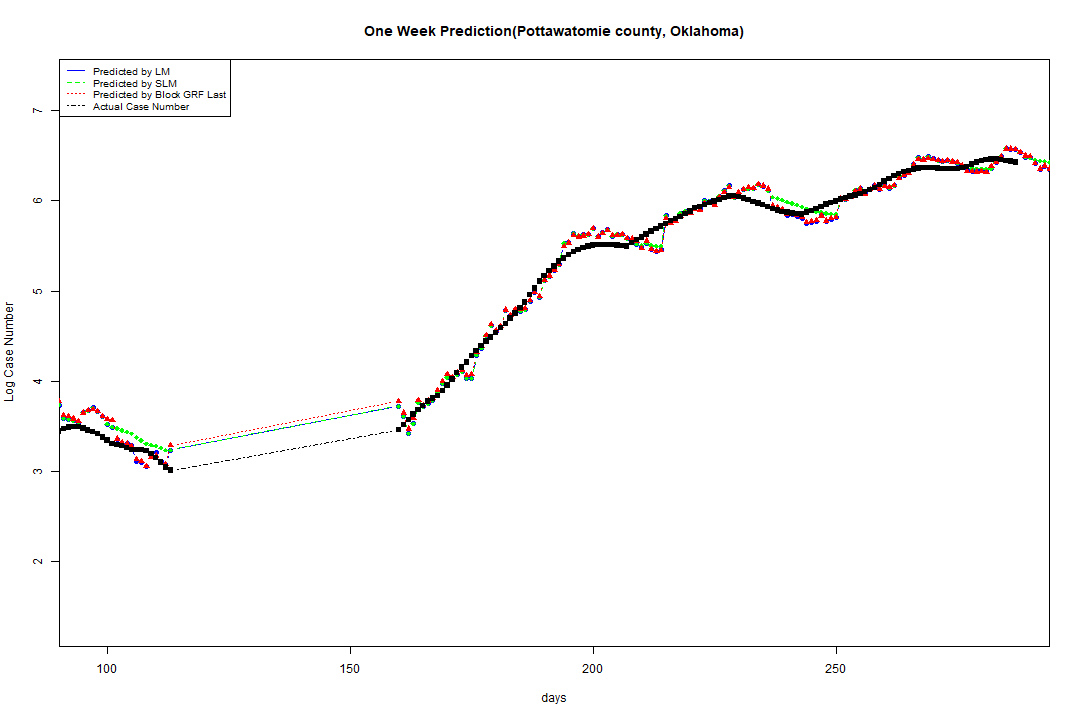 One Week Prediction(Pottawatomie county, Oklahoma)
Predicted by LM
Predicted by SLM
Predicted by Block GRF Last
Actual Case Number
7
6
5
4
3
2
Log Case Number
100 150 200 250
days